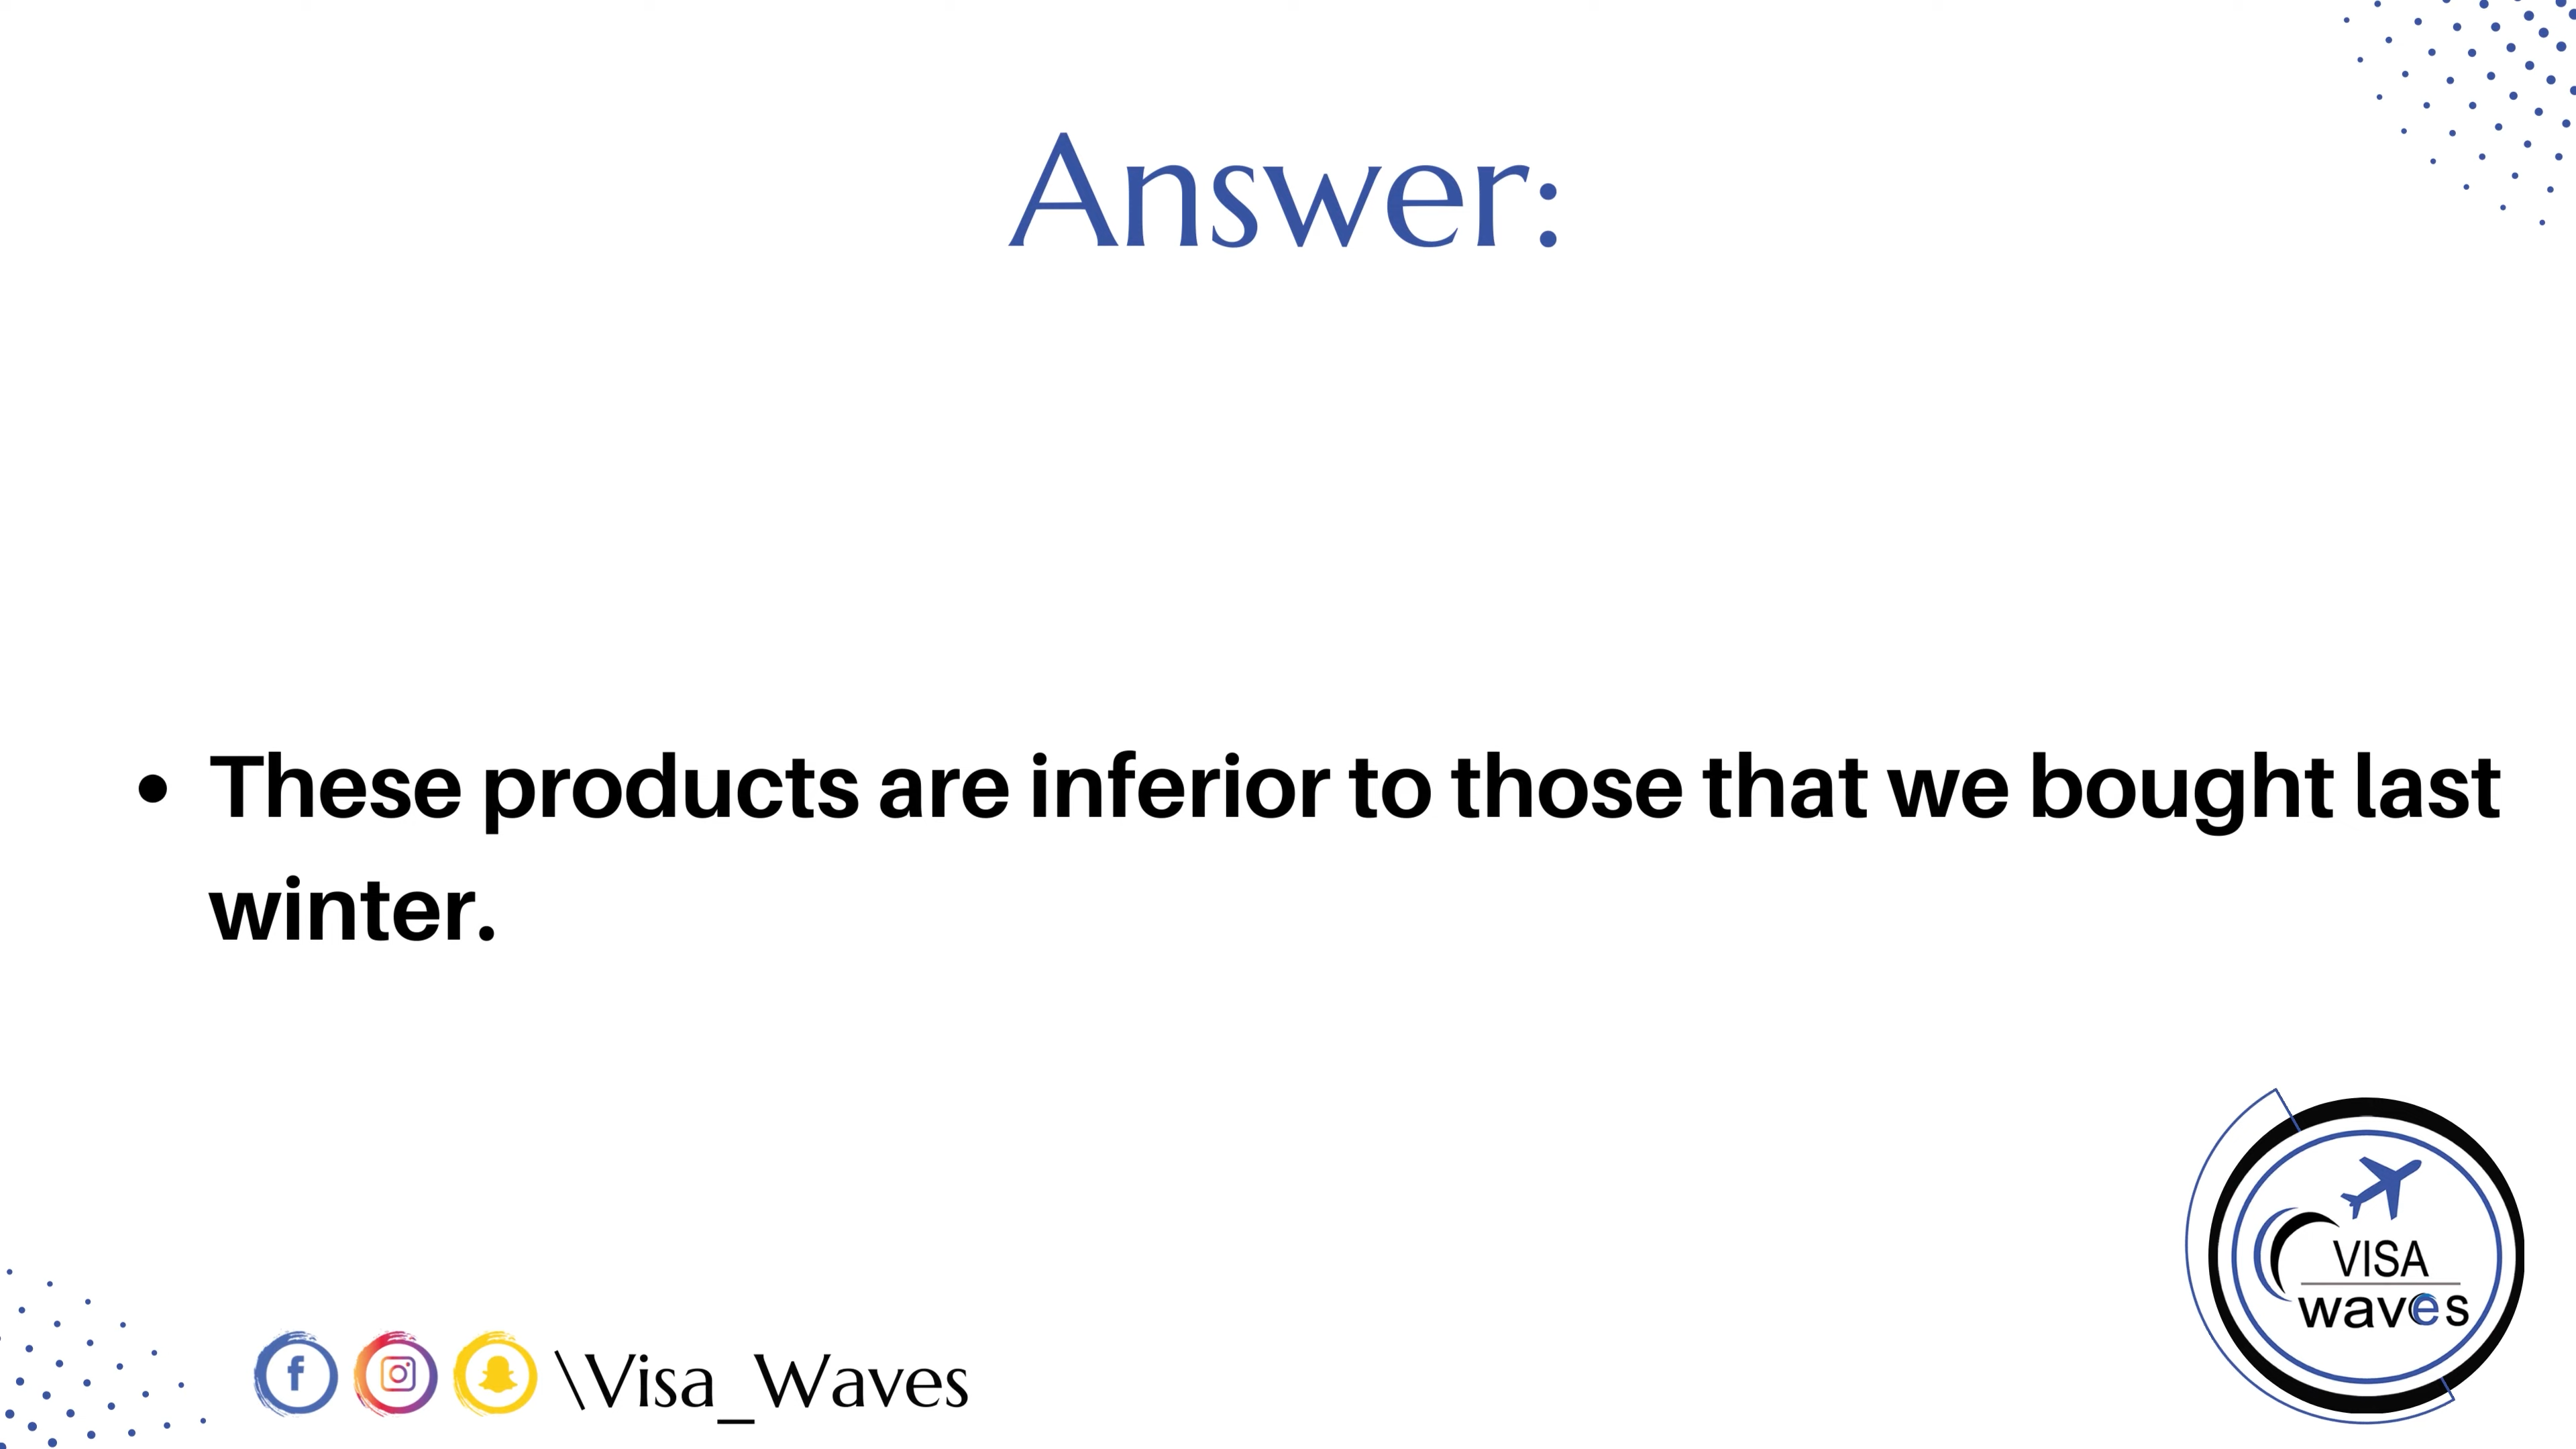 Answer:
• These products are inferior to those that we bought last
winter.
VISA
waves
\Visa_Waves